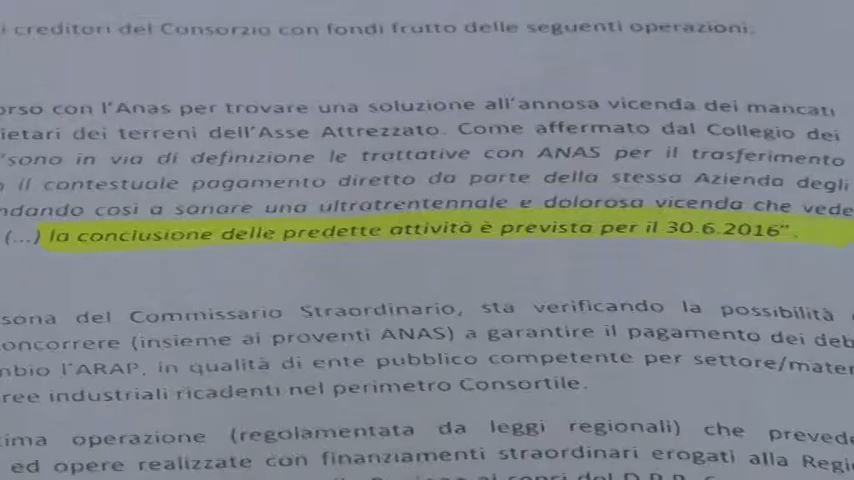 i creditori del Consorzio con fondi frutto delle seguenti operazioni.
orso con l'Anas per trovare una soluzione all'annosa vicenda dei mancati
ietari dei terreni dell'Asse Attrezzato. Come affermato dal Collegio dei
"sono in via di definizione le trattative con ANAS per il trasferimento
o il contestuale pagamento diretto da parte della stessa Azienda degli
ndando così a sanare una ultratrentennale e dolorosa vicenda che vede
(...) la conclusione delle predette attività è prevista per il 30.6.2016".
sona del Commissario Straordinario, sta verificando la possibilità
oncorrere (insieme ai proventi ANAS) a garantire il pagamento dei deb
mbio l'ARAP, in qualità di ente pubblico competente per settore/mater
ree industriali ricadenti nel perimetro Consortile.
tima operazione (regolamentata da leggi regionali) che prevede
ed opere realizzate con finanziamenti straordinari erogati alla Regi